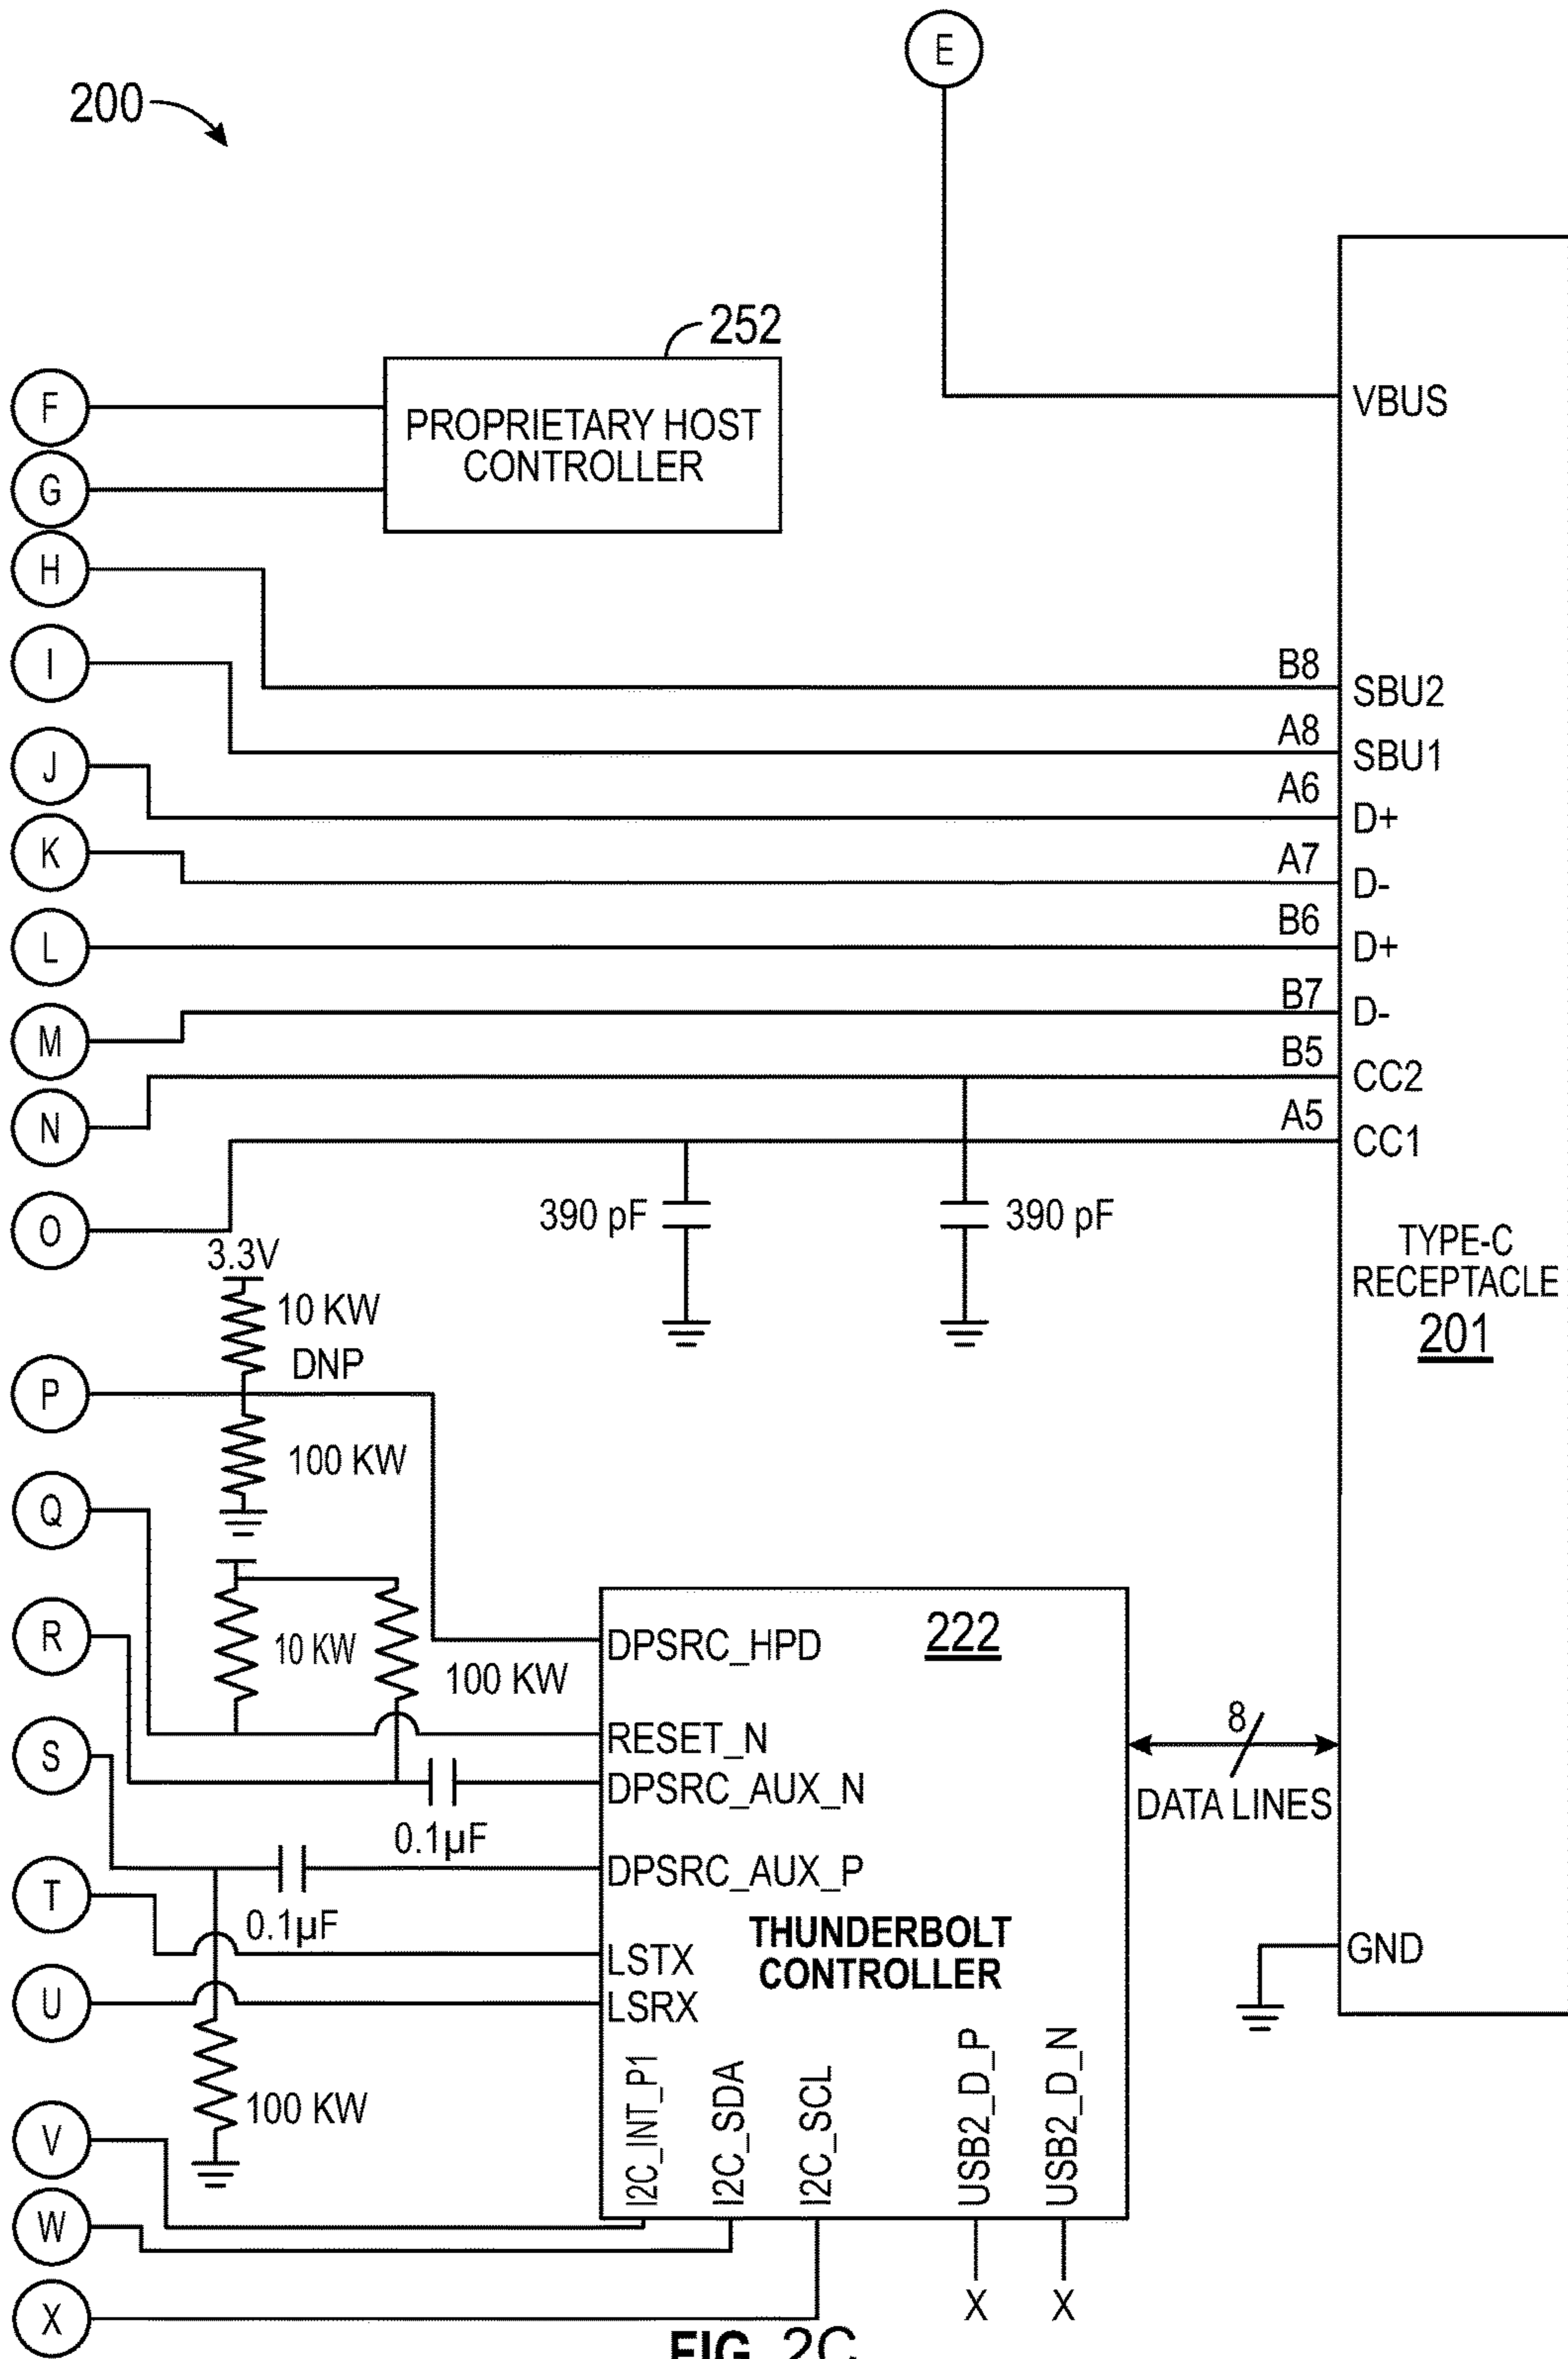 E
200
252
F
PROPRIETARY HOST
CONTROLLER
G
H
I
J
K
L
M
N
O
VBUS
B8
SBU2
A8
SBU1
A6
D+
A7
D-
B6
D+
B7
D-
B5
CC2
A5
CC1
390 pF
390 pF
TYPE-C
RECEPTACLE
201
3.3V
10 KW
DNP
P
100 KW
Q
R
10 KW
100 KW
S
0.1µF
T
0.1µF
U
100 KW
V
W
X
222
DPSRC_HPD
RESET_N
DPSRC_AUX_N
DPSRC_AUX_P
THUNDERBOLT
CONTROLLER
LSTX
LSRX
I2C_INT_P1
I2C_SDA
I2C_SCL
USB2_D_P
USB2_D_N
X
X
8
DATA LINES
GND
FIG. 2C